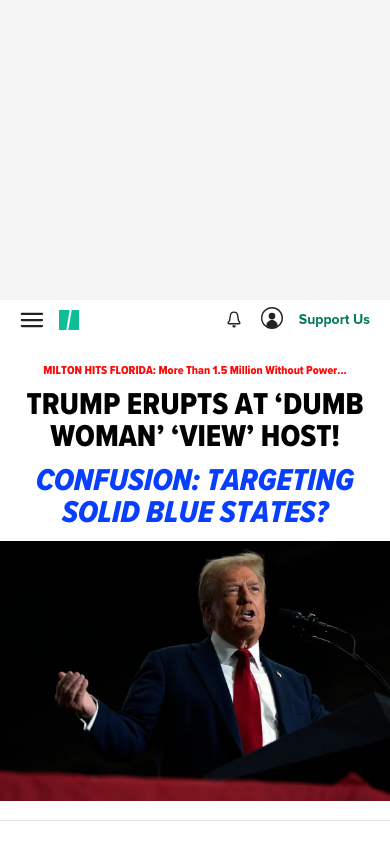 Support Us
MILTON HITS FLORIDA: More Than 1.5 Million Without Power...
TRUMP ERUPTS AT ‘DUMB
WOMAN’ ‘VIEW’ HOST!
CONFUSION: TARGETING
SOLID BLUE STATES?